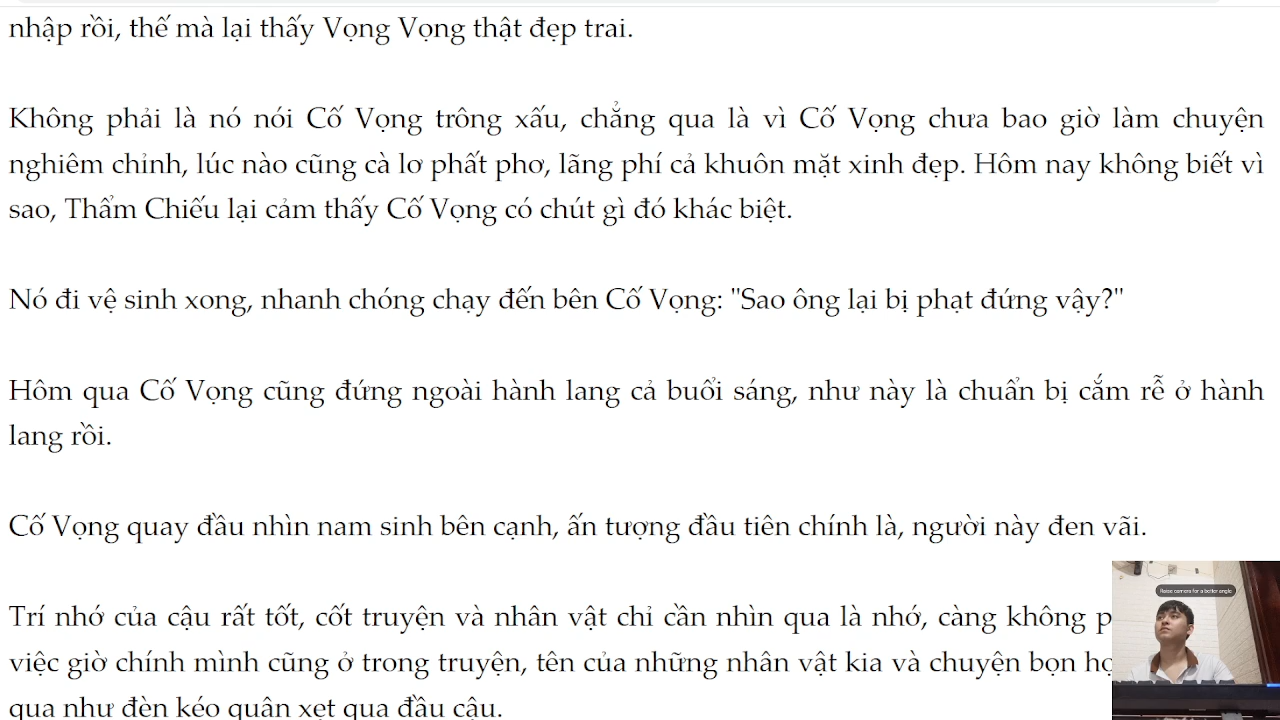 nhập rồi, thế mà lại thấy Vọng Vọng thật đẹp trai.
Không phải là nó nói Cố Vọng trông xấu, chẳng qua là vì Cố Vọng chưa bao giờ làm chuyện
nghiêm chỉnh, lúc nào cũng cà lơ phất phơ, lãng phí cả khuôn mặt xinh đẹp. Hôm nay không biết vì
sao, Thẩm Chiếu lại cảm thấy Cố Vọng có chút gì đó khác biệt.
Nó đi vệ sinh xong, nhanh chóng chạy đến bên Cố Vọng: "Sao ông lại bị phạt đứng vậy?"
Hôm qua Cố Vọng cũng đứng ngoài hành lang cả buổi sáng, như này là chuẩn bị cắm rễ ở hành
lang rồi.
Cố Vọng quay đầu nhìn nam sinh bên cạnh, ấn tượng đầu tiên chính là, người này đen vãi.
Trí nhớ của cậu rất tốt, cốt truyện và nhân vật chỉ cần nhìn qua là nhớ, càng không
việc giờ chính mình cũng ở trong truyện, tên của những nhân vật kia và chuyện bọn
qua như đèn kéo quân xẹt qua đầu cậu.
Raise camera for a better angle